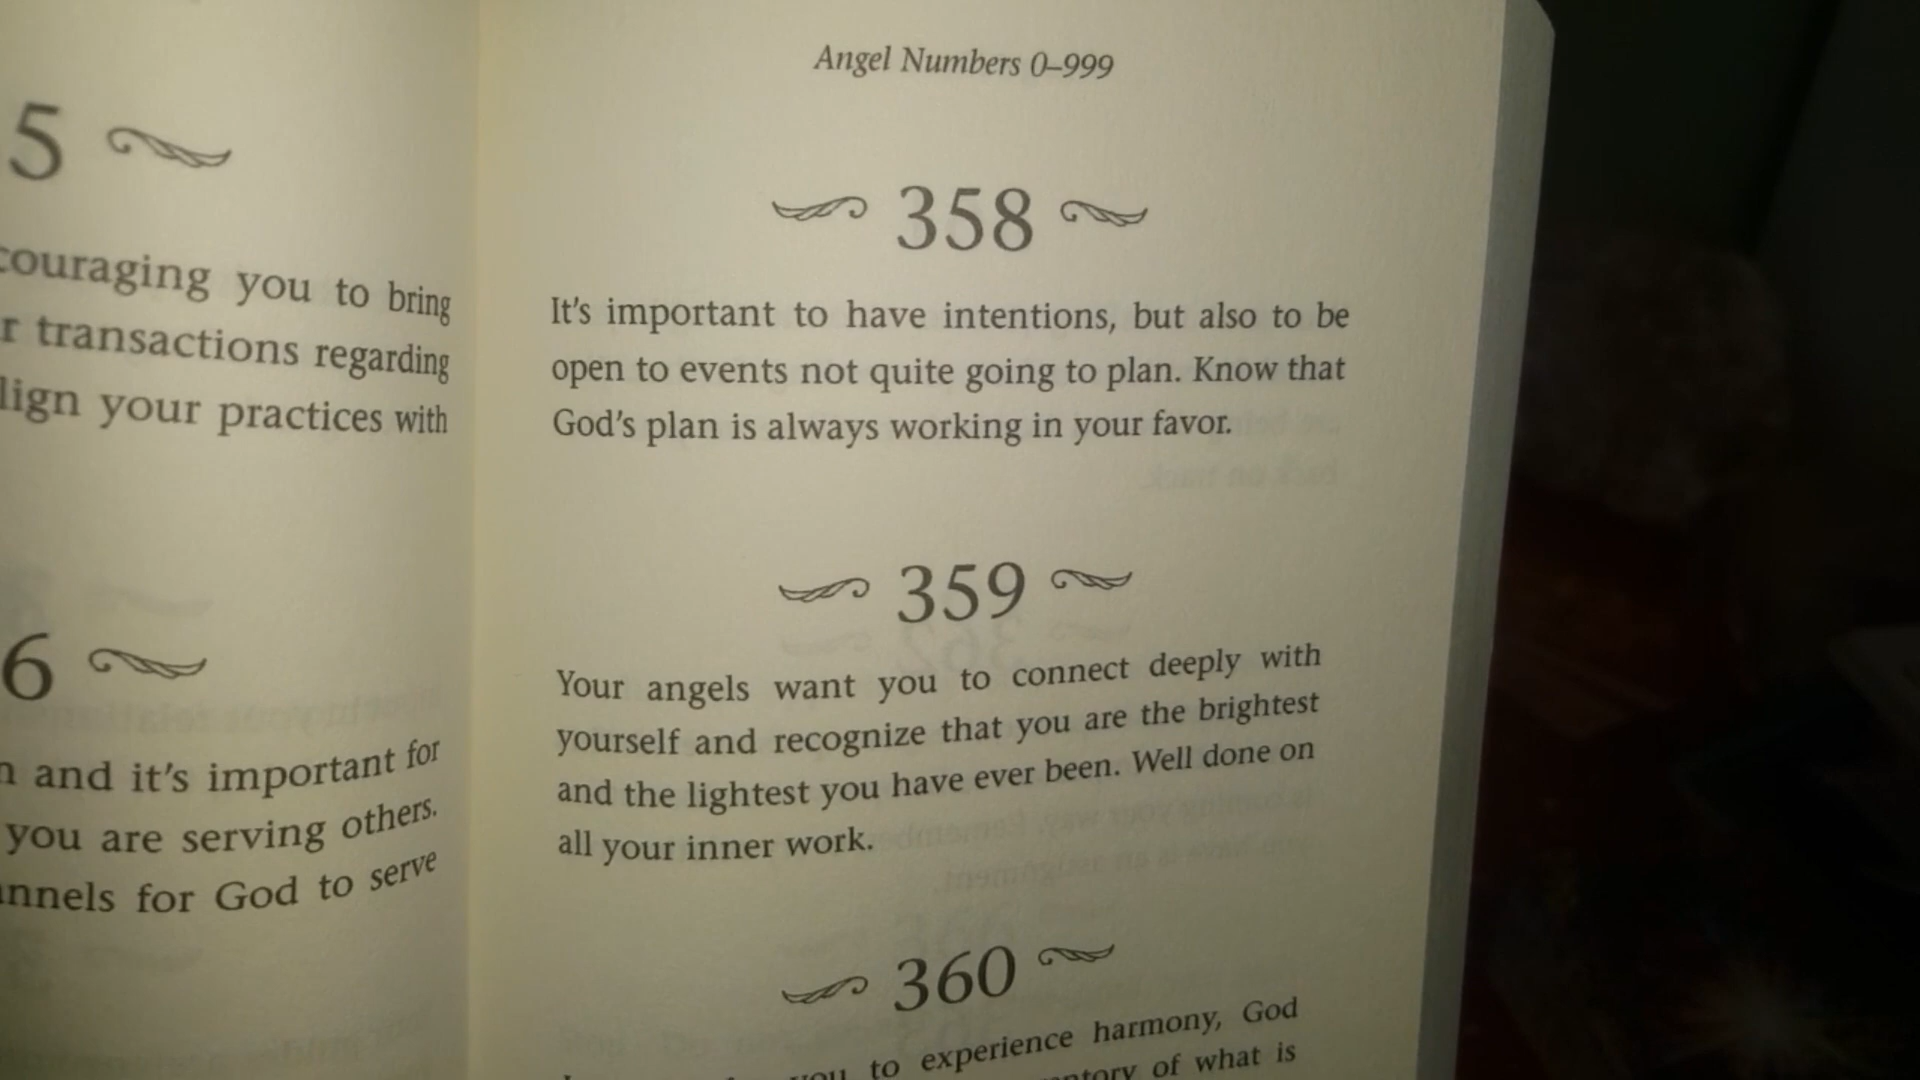 5
couraging you to bring
r transactions regarding
lign your practices with
6
and it's important for
you are serving others.
nnels for God to serve
Angel Numbers 0–999
358
It's important to have intentions, but also to be
open to events not quite going to plan. Know that
God's plan is always working in your favor.
359
Your angels want you to connect deeply with
yourself and recognize that you are the brightest
and the lightest you have ever been. Well done on
all your inner work.
360
you to experience harmony, God
of what is